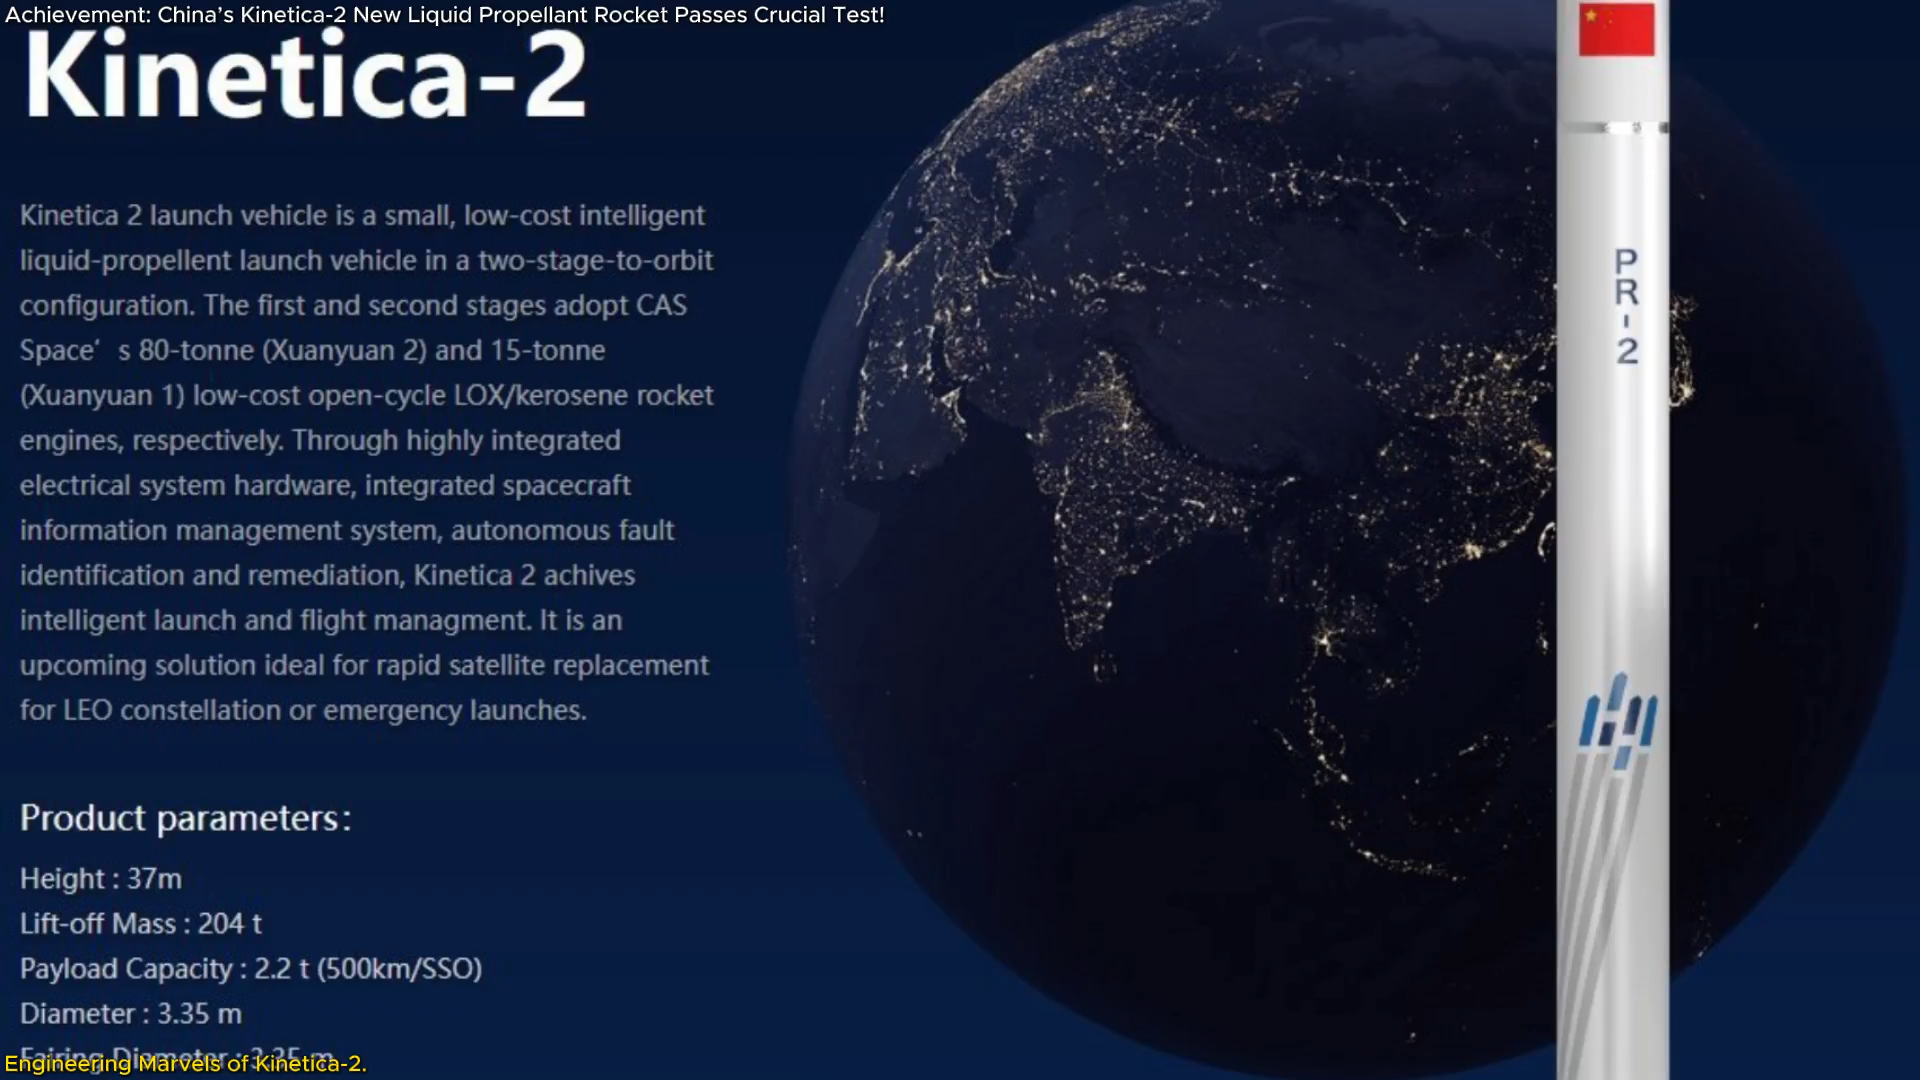 Achievement: China’s Kinetica-2 New Liquid Propellant Rocket Passes Crucial Test!
Kinetica-2
Kinetica 2 launch vehicle is a small, low-cost intelligent
liquid-propellent launch vehicle in a two-stage-to-orbit
configuration. The first and second stages adopt CAS
Space’ s 80-tonne (Xuanyuan 2) and 15-tonne
(Xuanyuan 1) low-cost open-cycle LOX/kerosene rocket
engines, respectively. Through highly integrated
electrical system hardware, integrated spacecraft
information management system, autonomous fault
identification and remediation, Kinetica 2 achives
intelligent launch and flight managment. It is an
upcoming solution ideal for rapid satellite replacement
for LEO constellation or emergency launches.
Product parameters:
Height : 37m
Lift-off Mass : 204 t
Payload Capacity : 2.2 t (500km/SSO)
Diameter : 3.35 m
Fairing Diameter : 3.35 m
Engineering Marvels of Kinetica-2.
PR-2